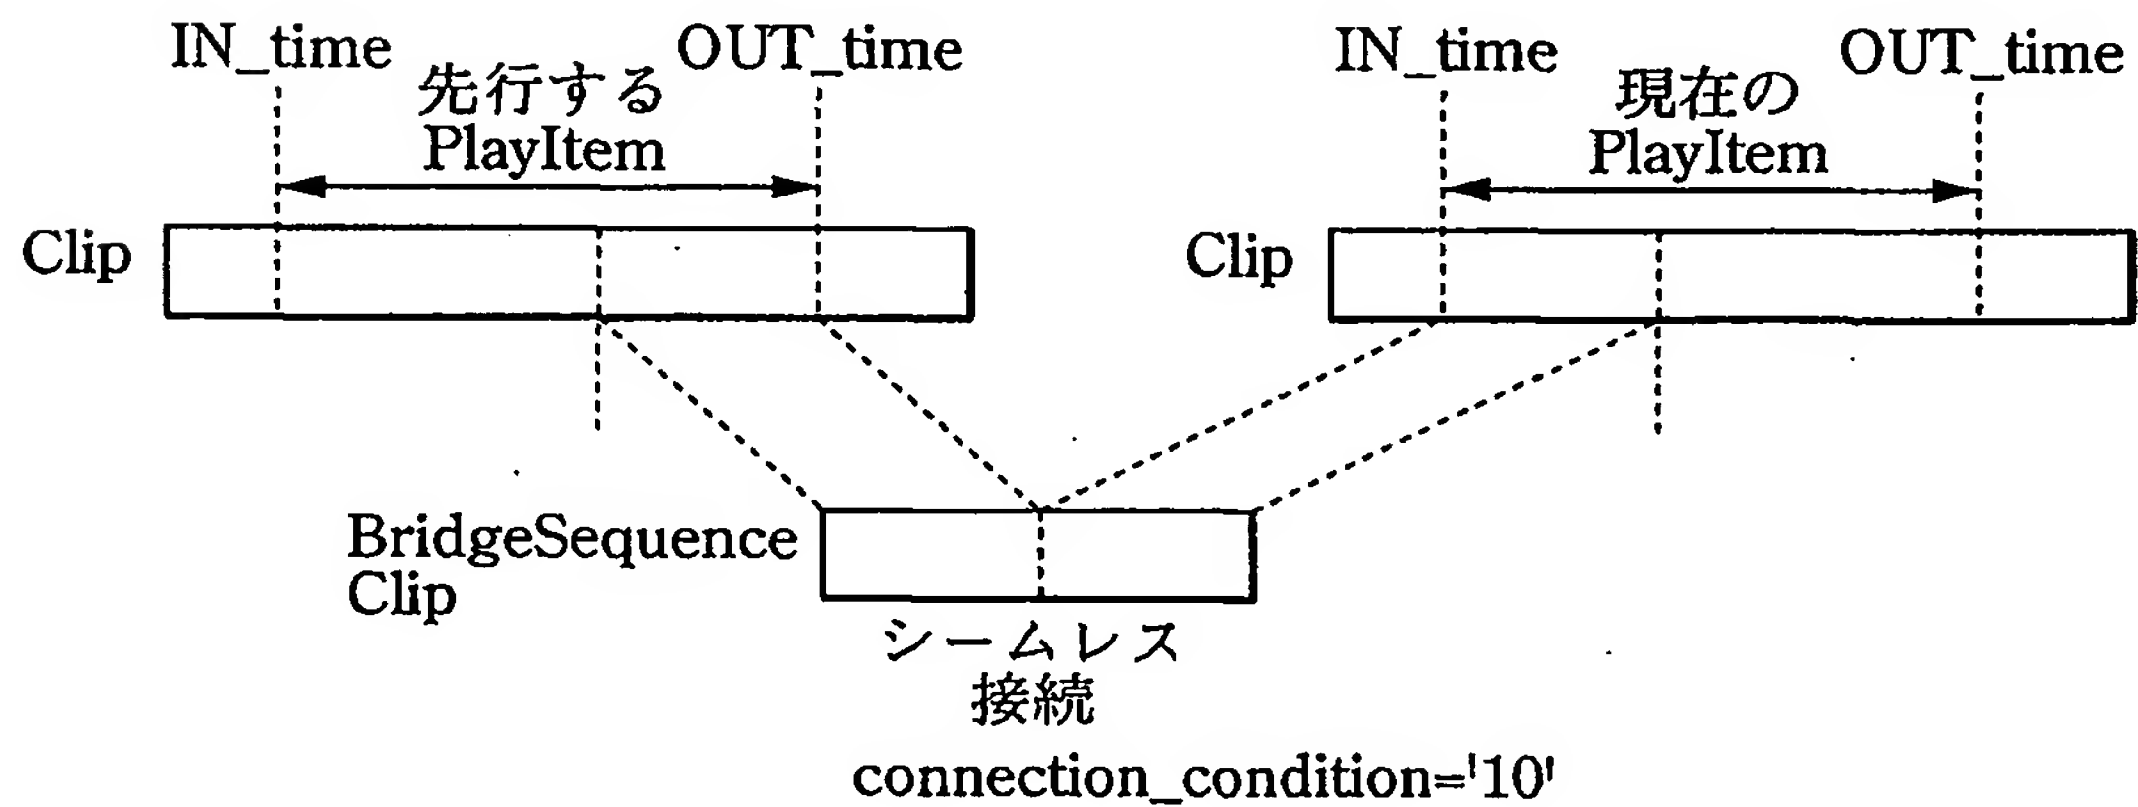 IN_time
先行する
PlayItem
OUT_time
Clip
IN_time
現在の
PlayItem
OUT_time
Clip
BridgeSequence
Clip
シームレス
接続
connection_condition='10'